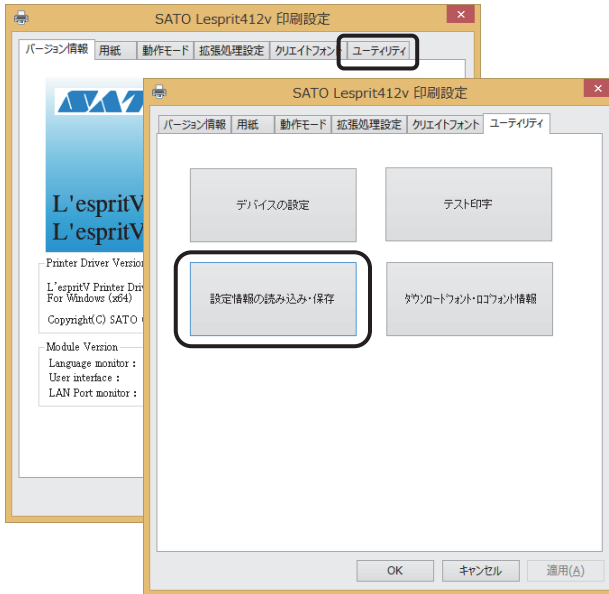 SATO Lesprit412v 印刷設定
バージョン情報 用紙 動作モード 拡張処理設定 クリエイトフォント ユーティリティ
L'espritV
L'espritV
Printer Driver Version
L'espritV Printer
For Windows (x64)
Copyright(C) SATO
Module Version
Language monitor :
User interface :
LAN Port monitor :
SATO Lesprit412v 印刷設定
バージョン情報 用紙 動作モード 拡張処理設定 クリエイトフォント ユーティリティ
デバイスの設定 テスト印字
設定情報の読み込み・保存 ダウンロードフォント・ロゴフォント情報
OK キャンセル 適用(A)